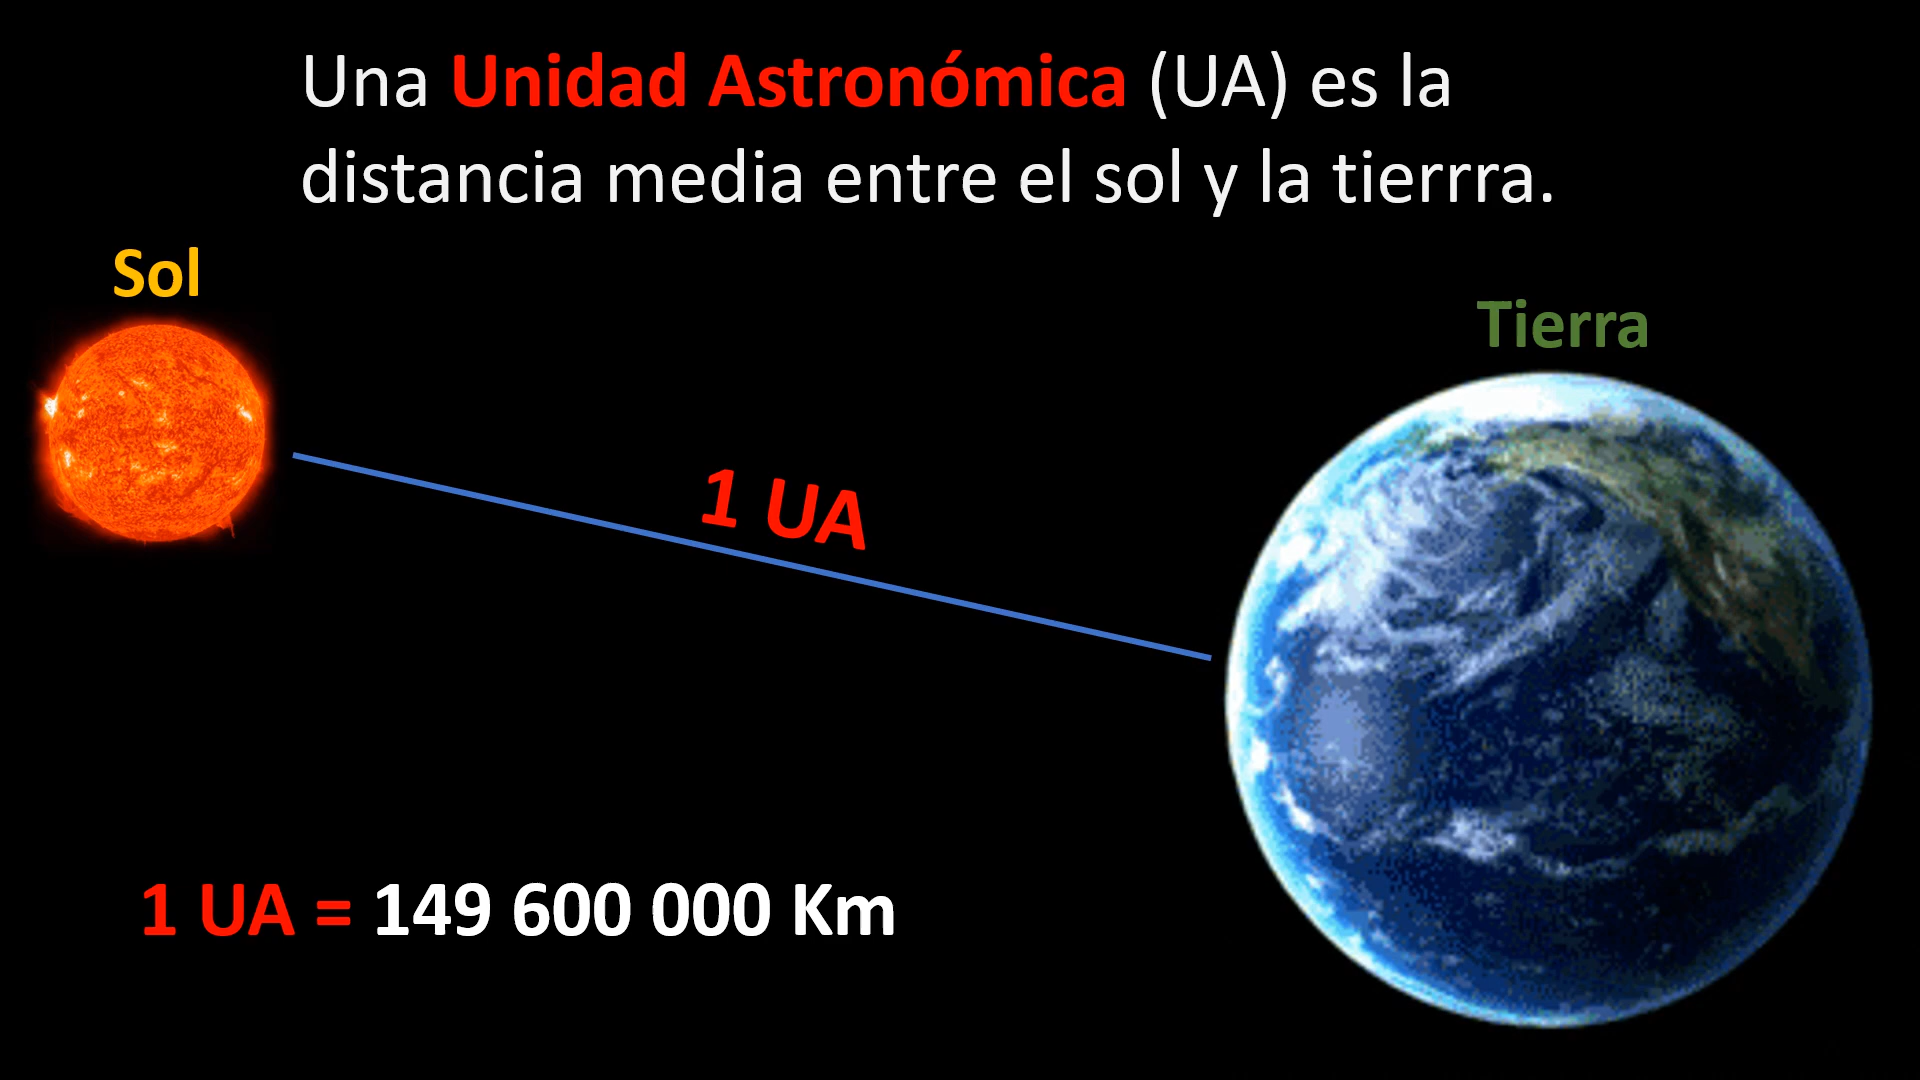 Una Unidad Astronómica (UA) es la
distancia media entre el sol y la tierrra.
Sol
Tierra
1 UA
1 UA = 149 600 000 Km